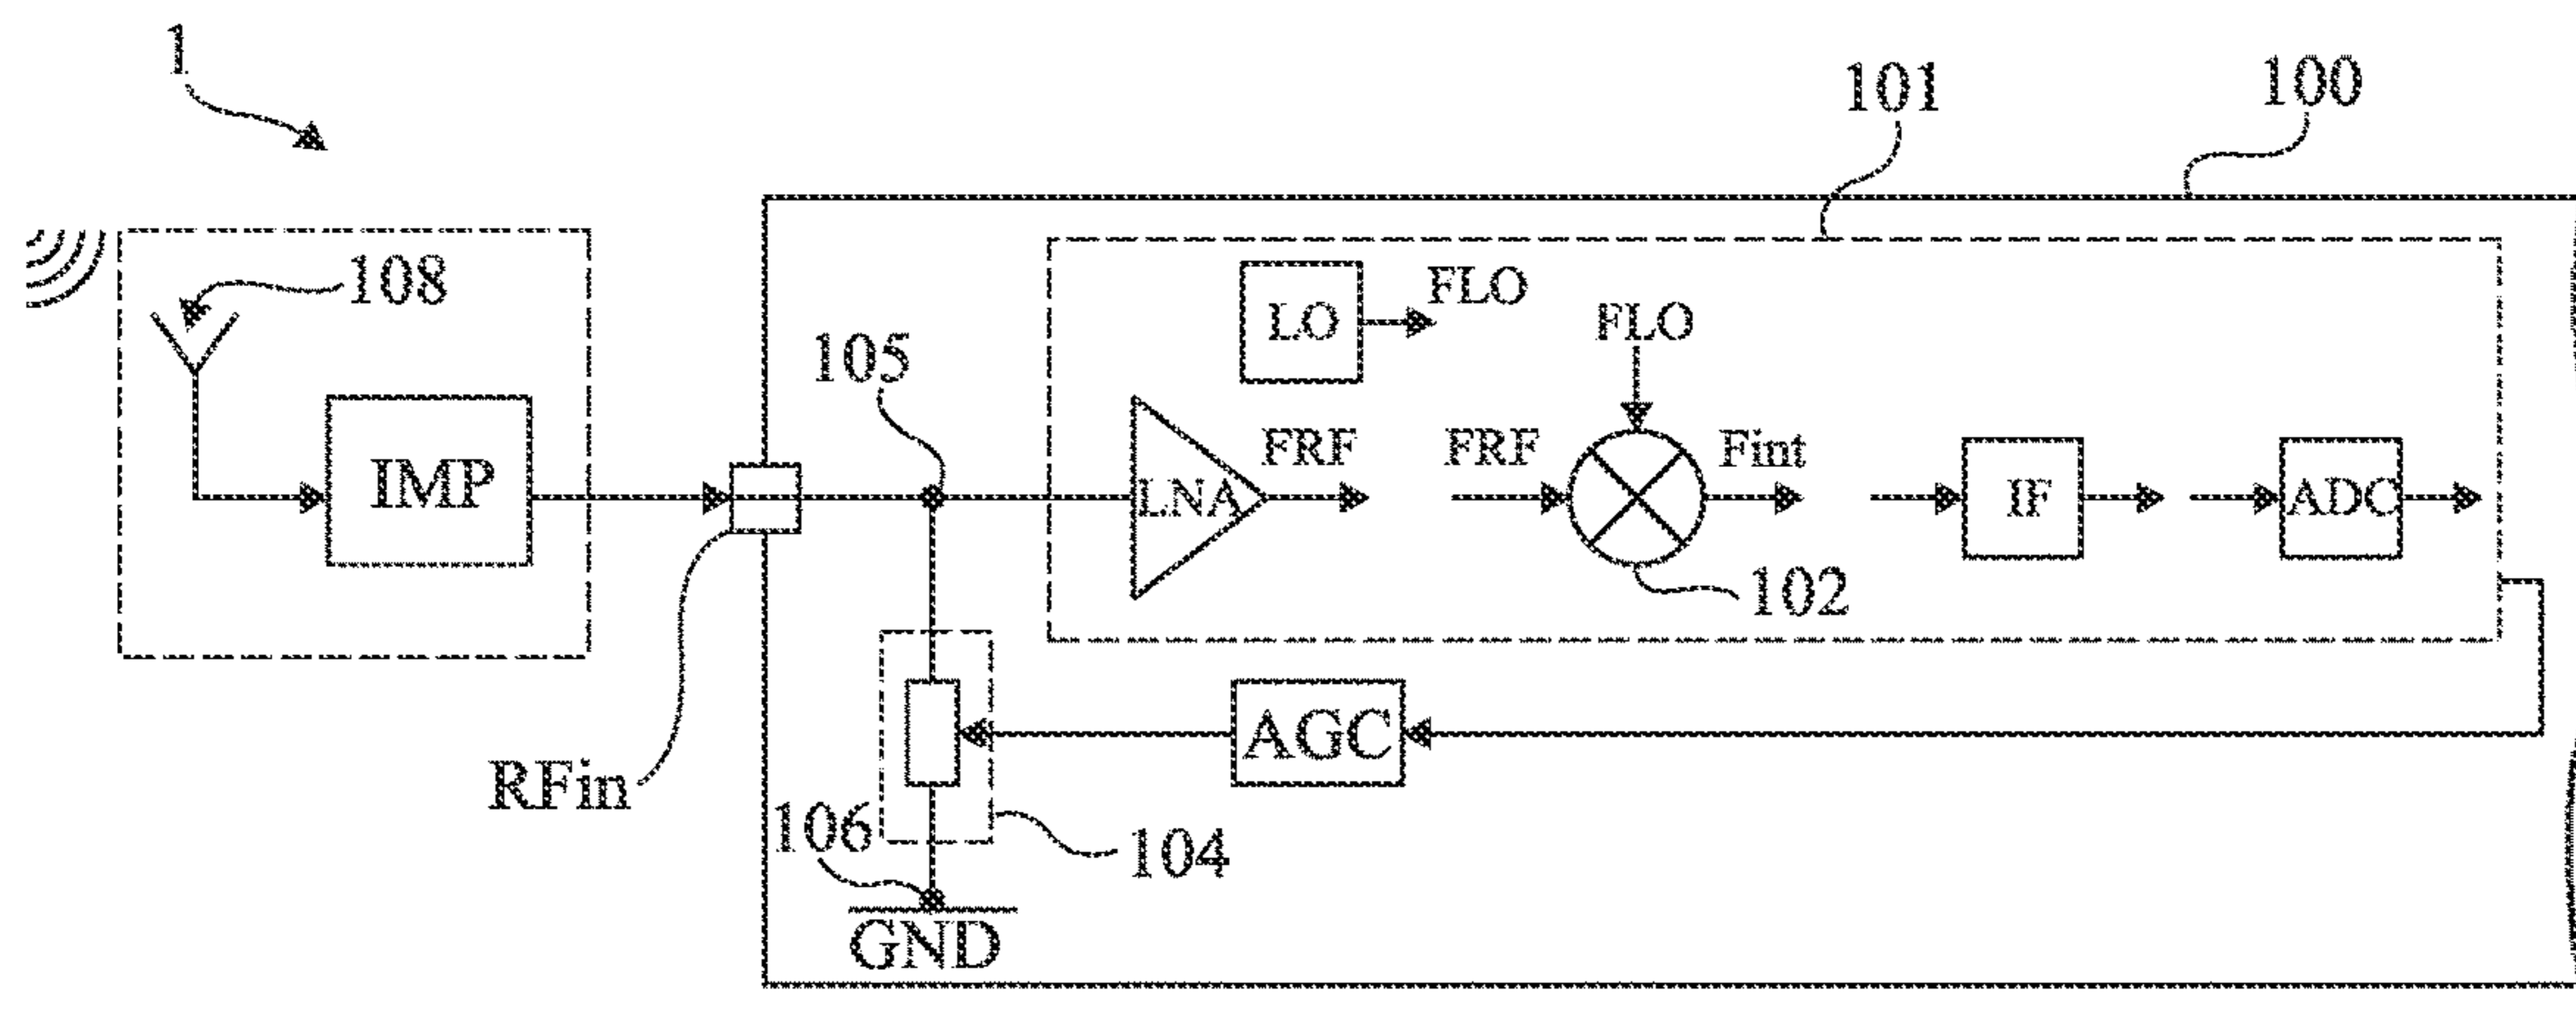 1
101
100
108
LO
FLO
FLO
105
FRF
FRF
Fint
IMP
LNA
IF
ADC
102
RFin
AGC
106
104
GND